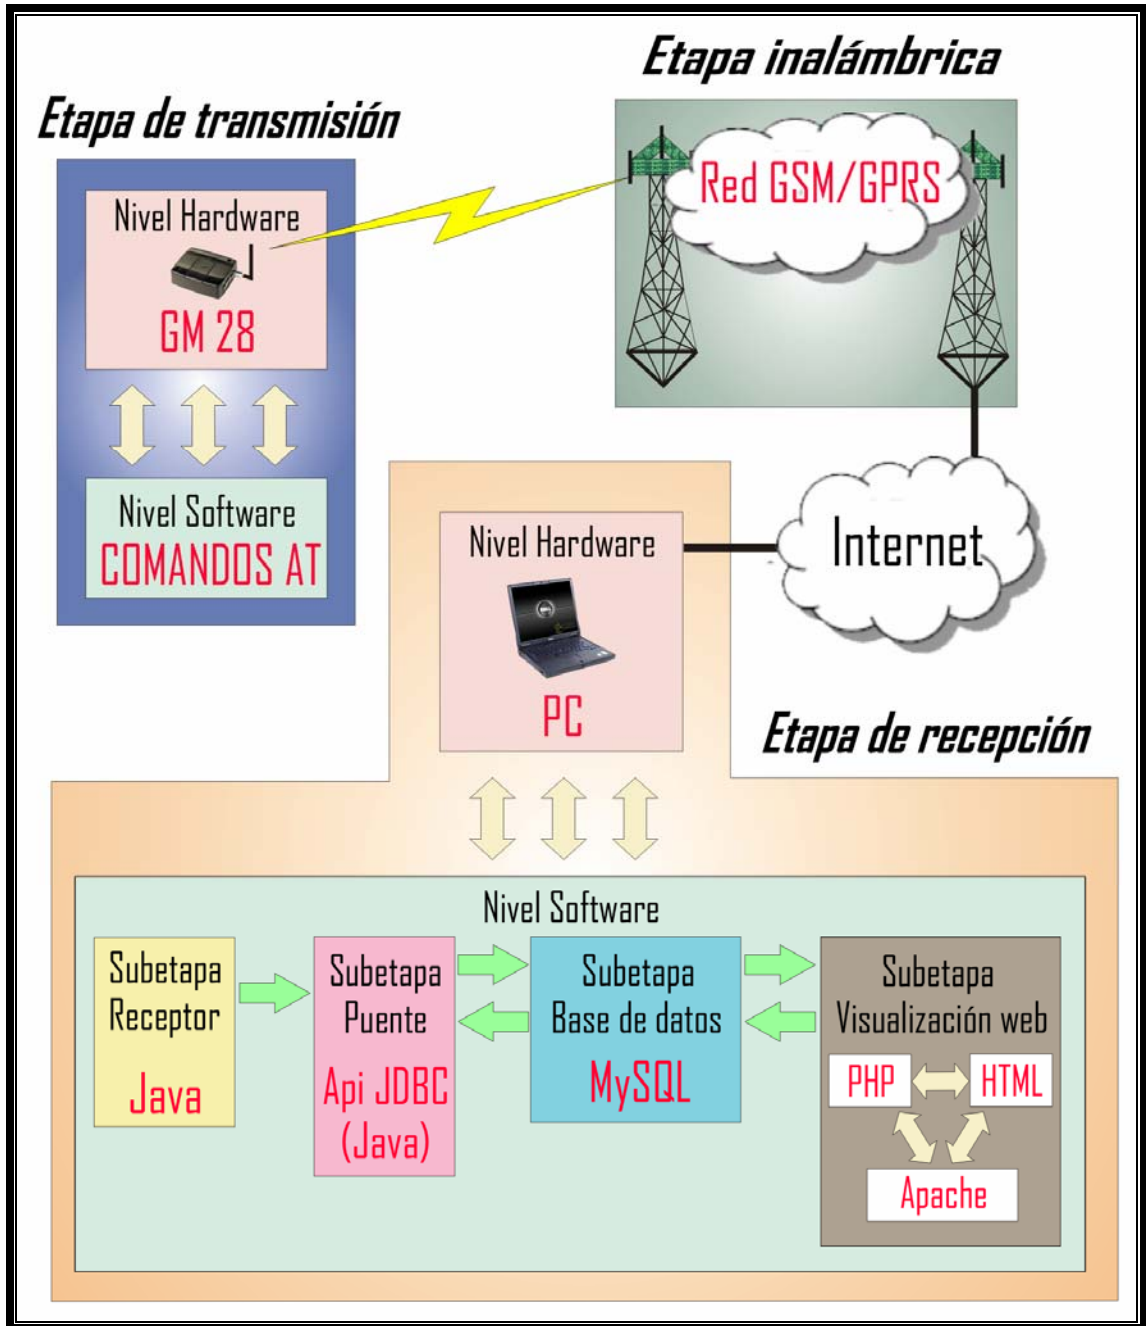 Etapa inalámbrica
Etapa de transmisión
Red GSM/GPRS
Nivel Hardware
GM 28
Nivel Software
COMANDOS AT
Nivel Hardware
PC
Internet
Etapa de recepción
Nivel Software
Subetapa
Receptor
Java
Subetapa
Puente
Api JDBC
(Java)
Subetapa
Base de datos
MySQL
Subetapa
Visualización web
PHP
HTML
Apache